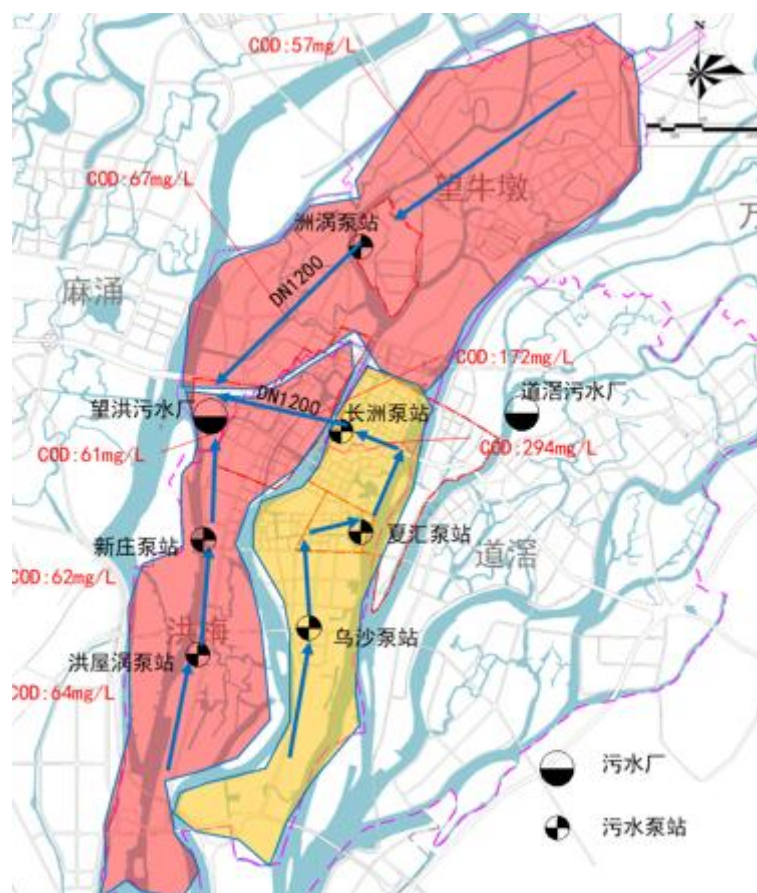 COD:57mg/L
N
COD:67mg/L
望牛墩
洲涡泵站
万
麻涌
DN1200
COD:172mg/L
DN1200
望洪污水厂
长洲泵站
道滘污水厂
COD:61mg/L
COD:294mg/L
新庄泵站
夏汇泵站
道滘
COD:62mg/L
洪海
乌沙泵站
洪屋涡泵站
COD:64mg/L
污水厂
污水泵站